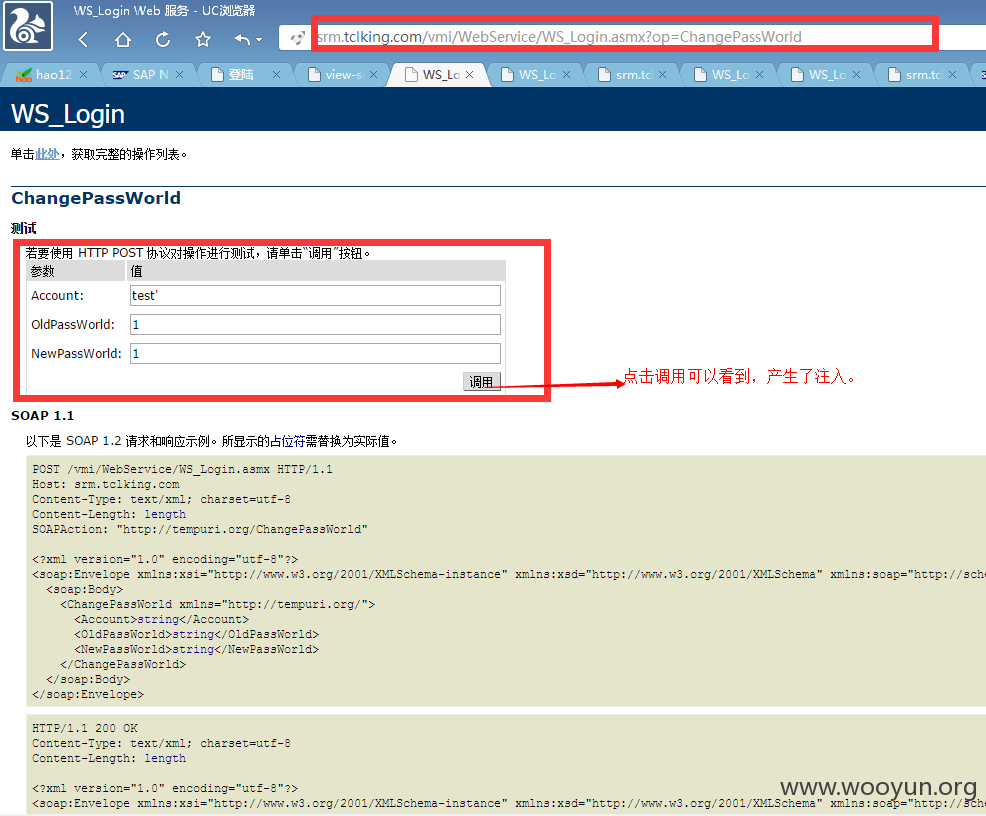 WS_Login Web 服务 - UC浏览器
srm.tclking.com/vmi/WebService/WS_Login.asmx?op=ChangePassWorld
hao12
SAP N
登陆
view-s
WS_Lo
WS_Lo
srm.tcl
WS_Lo
WS_Lo
srm.tcl
WS_Login
单击此处，获取完整的操作列表。
ChangePassWorld
测试
若要使用 HTTP POST 协议对操作进行测试，请单击“调用”按钮。
参数 值
Account: test'
OldPassWorld: 1
NewPassWorld: 1
调用
点击调用可以看到，产生了注入。
SOAP 1.1
以下是 SOAP 1.2 请求和响应示例。所显示的占位符需替换为实际值。
POST /vmi/WebService/WS_Login.asmx HTTP/1.1
Host: srm.tclking.com
Content-Type: text/xml; charset=utf-8
Content-Length: length
SOAPAction: "http://tempuri.org/ChangePassWorld"
<?xml version="1.0" encoding="utf-8"?>
<soap:Envelope xmlns:xsi="http://www.w3.org/2001/XMLSchema-instance" xmlns:xsd="http://www.w3.org/2001/XMLSchema" xmlns:soap="http://sche
<soap:Body>
<ChangePassWorld xmlns="http://tempuri.org/">
<Account>string</Account>
<OldPassWorld>string</OldPassWorld>
<NewPassWorld>string</NewPassWorld>
</ChangePassWorld>
</soap:Body>
</soap:Envelope>
HTTP/1.1 200 OK
Content-Type: text/xml; charset=utf-8
Content-Length: length
<?xml version="1.0" encoding="utf-8"?>
<soap:Envelope xmlns:xsi="http://www.w3.org/2001/XMLSchema-instance" xmlns:xsd="http://www.w3.org/2001/XMLSchema" xmlns:soap="http://sche
www.wooyun.org